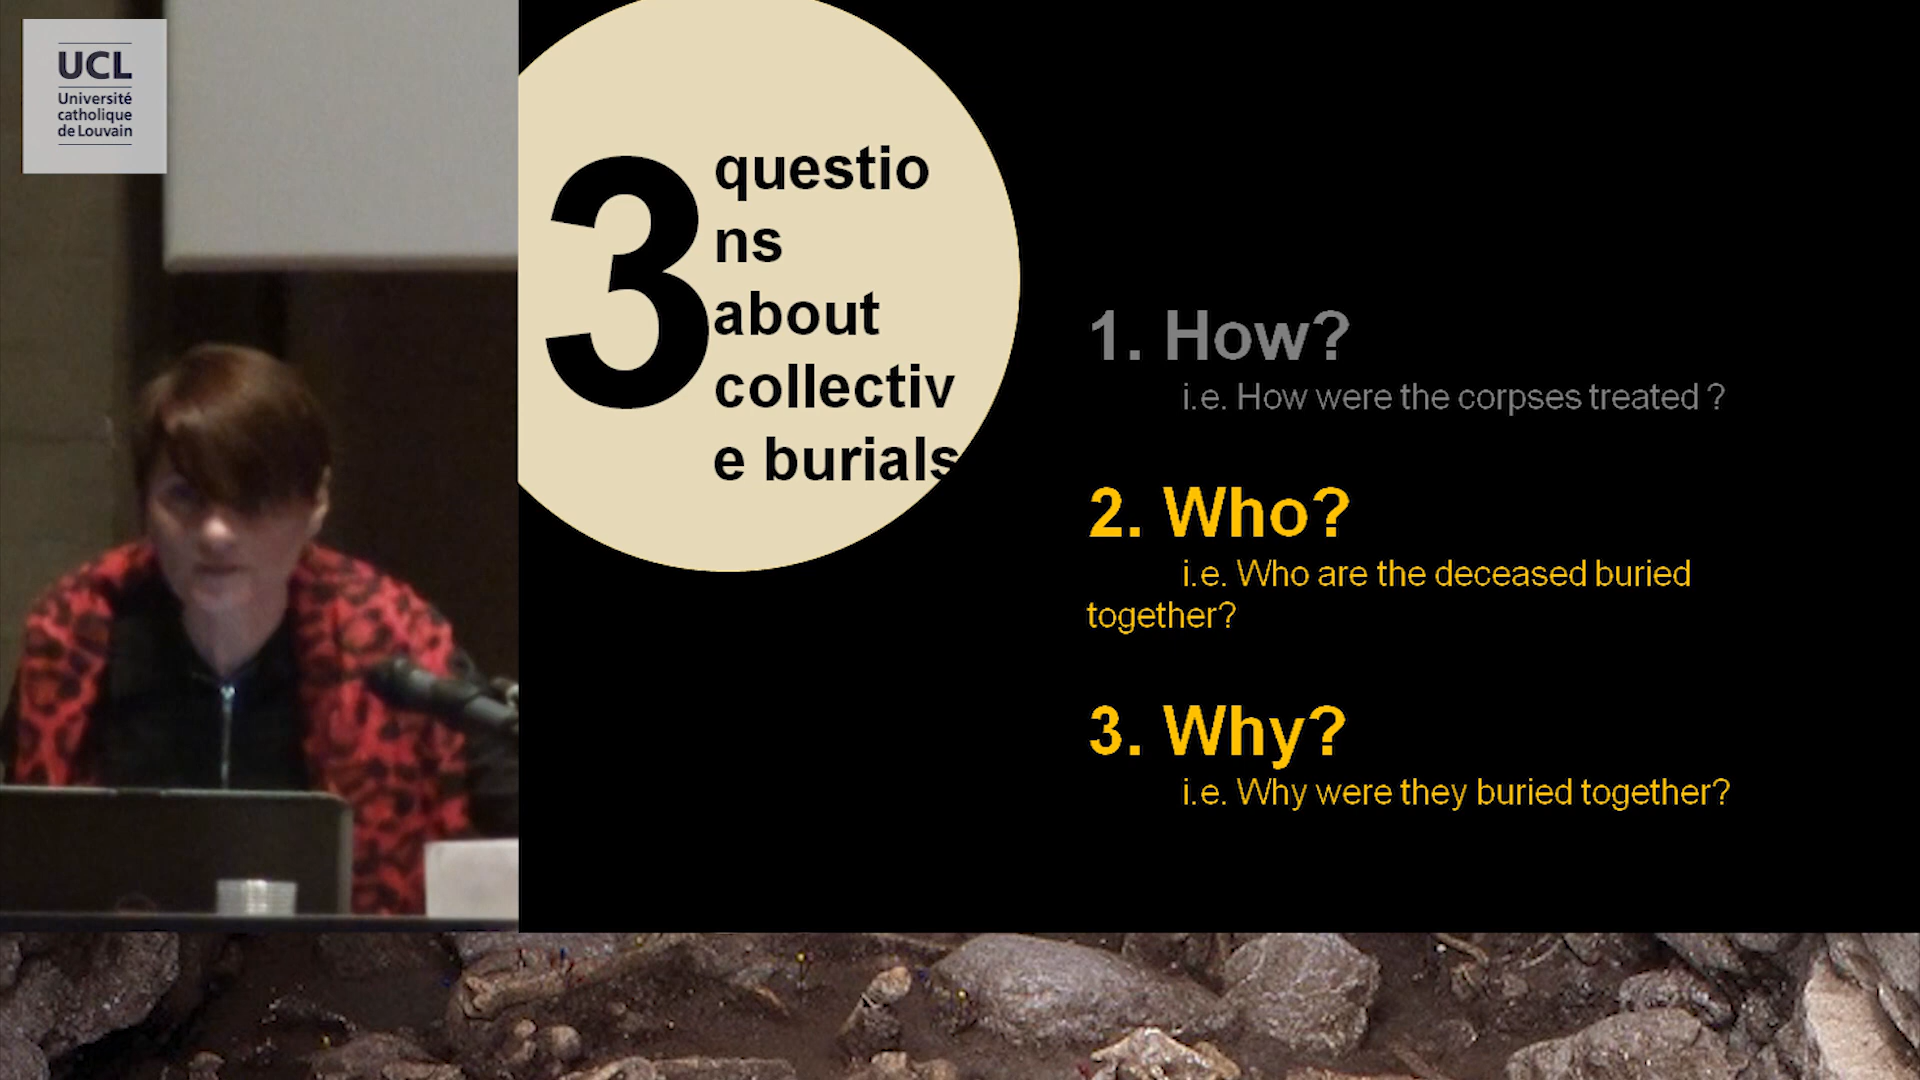 UCL
Université
catholique
de Louvain
3
questio
ns
about
collectiv
e burials
1. How?
i.e. How were the corpses treated ?
2. Who?
i.e. Who are the deceased buried
together?
3. Why?
i.e. Why were they buried together?